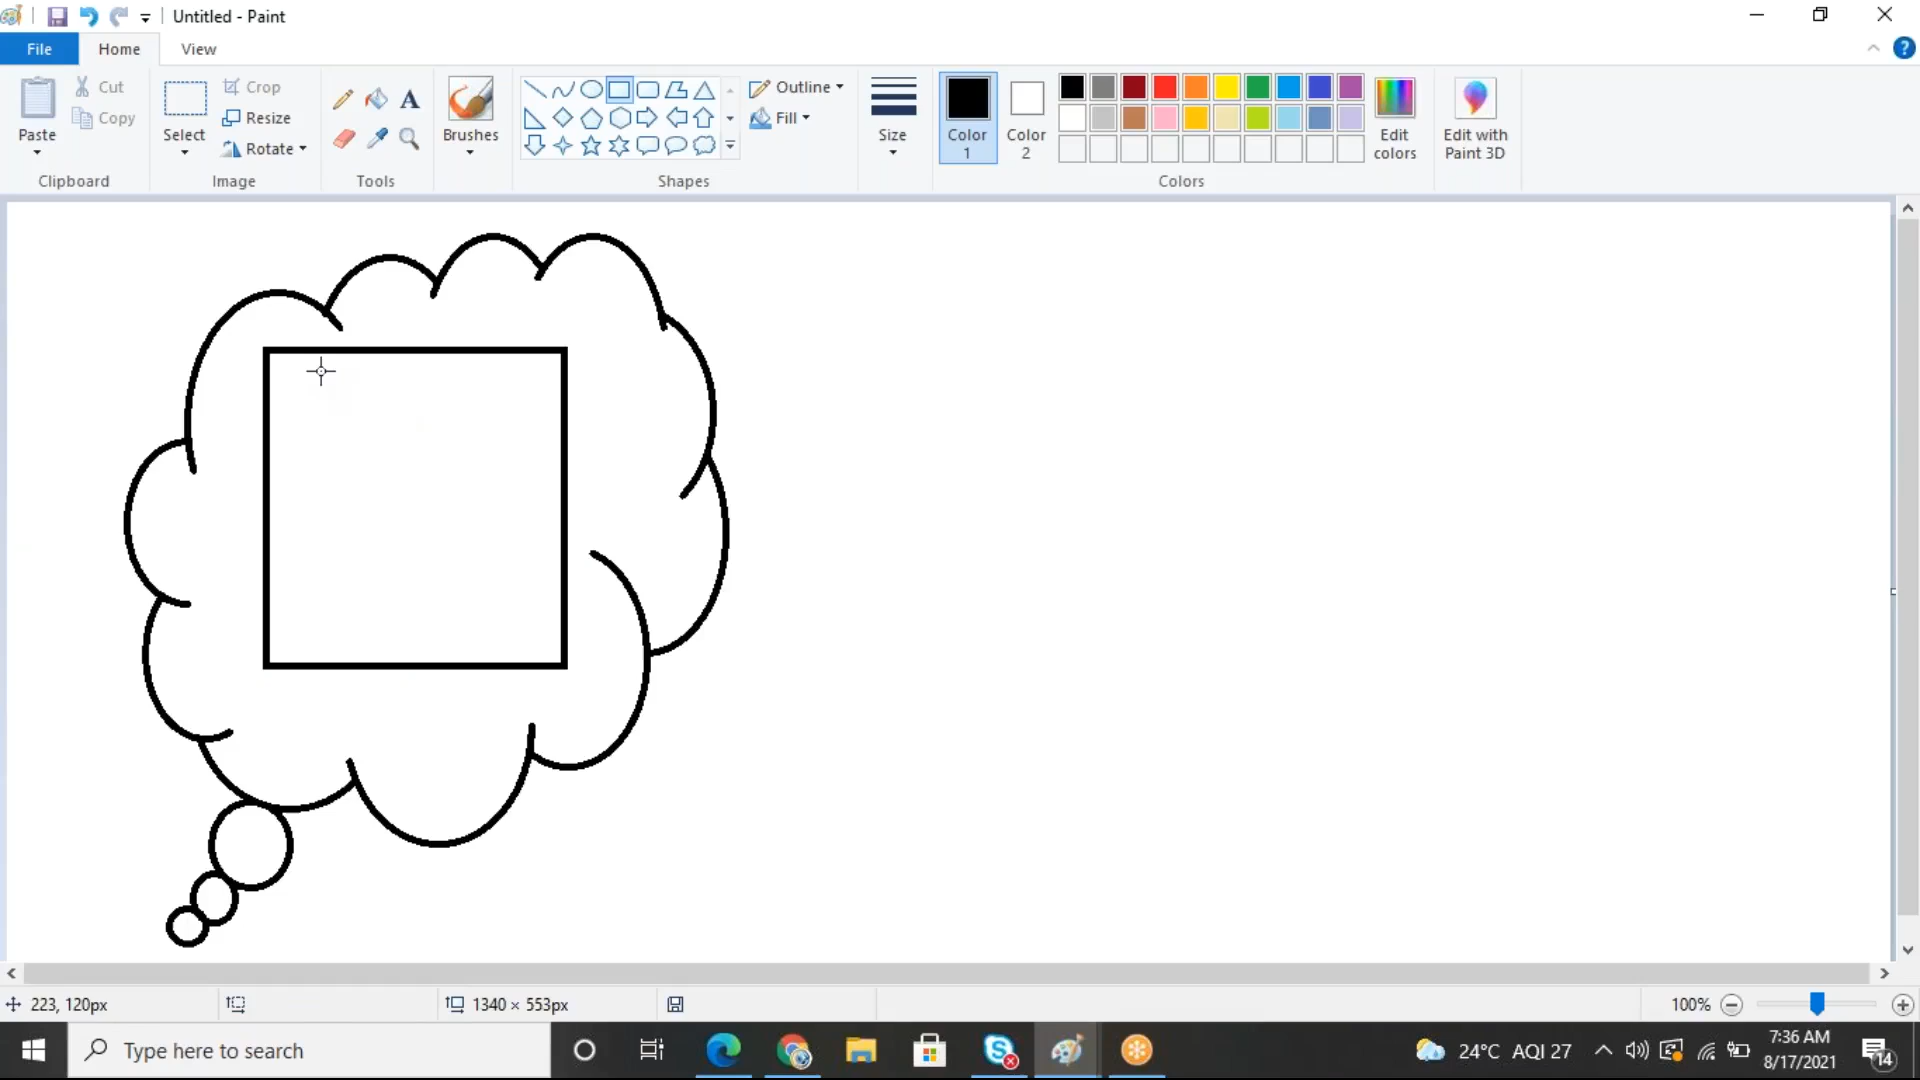 Untitled - Paint
File Home View
Paste Cut Copy
Clipboard
Select Crop Resize Rotate
Image
A
Tools
Brushes
Shapes
Outline
Fill
Size
Color 1
Color 2
Colors
Edit colors
Edit with Paint 3D
?
223, 120px
1340 × 553px
100%
Type here to search
24°C AQI 27
7:36 AM
8/17/2021
14